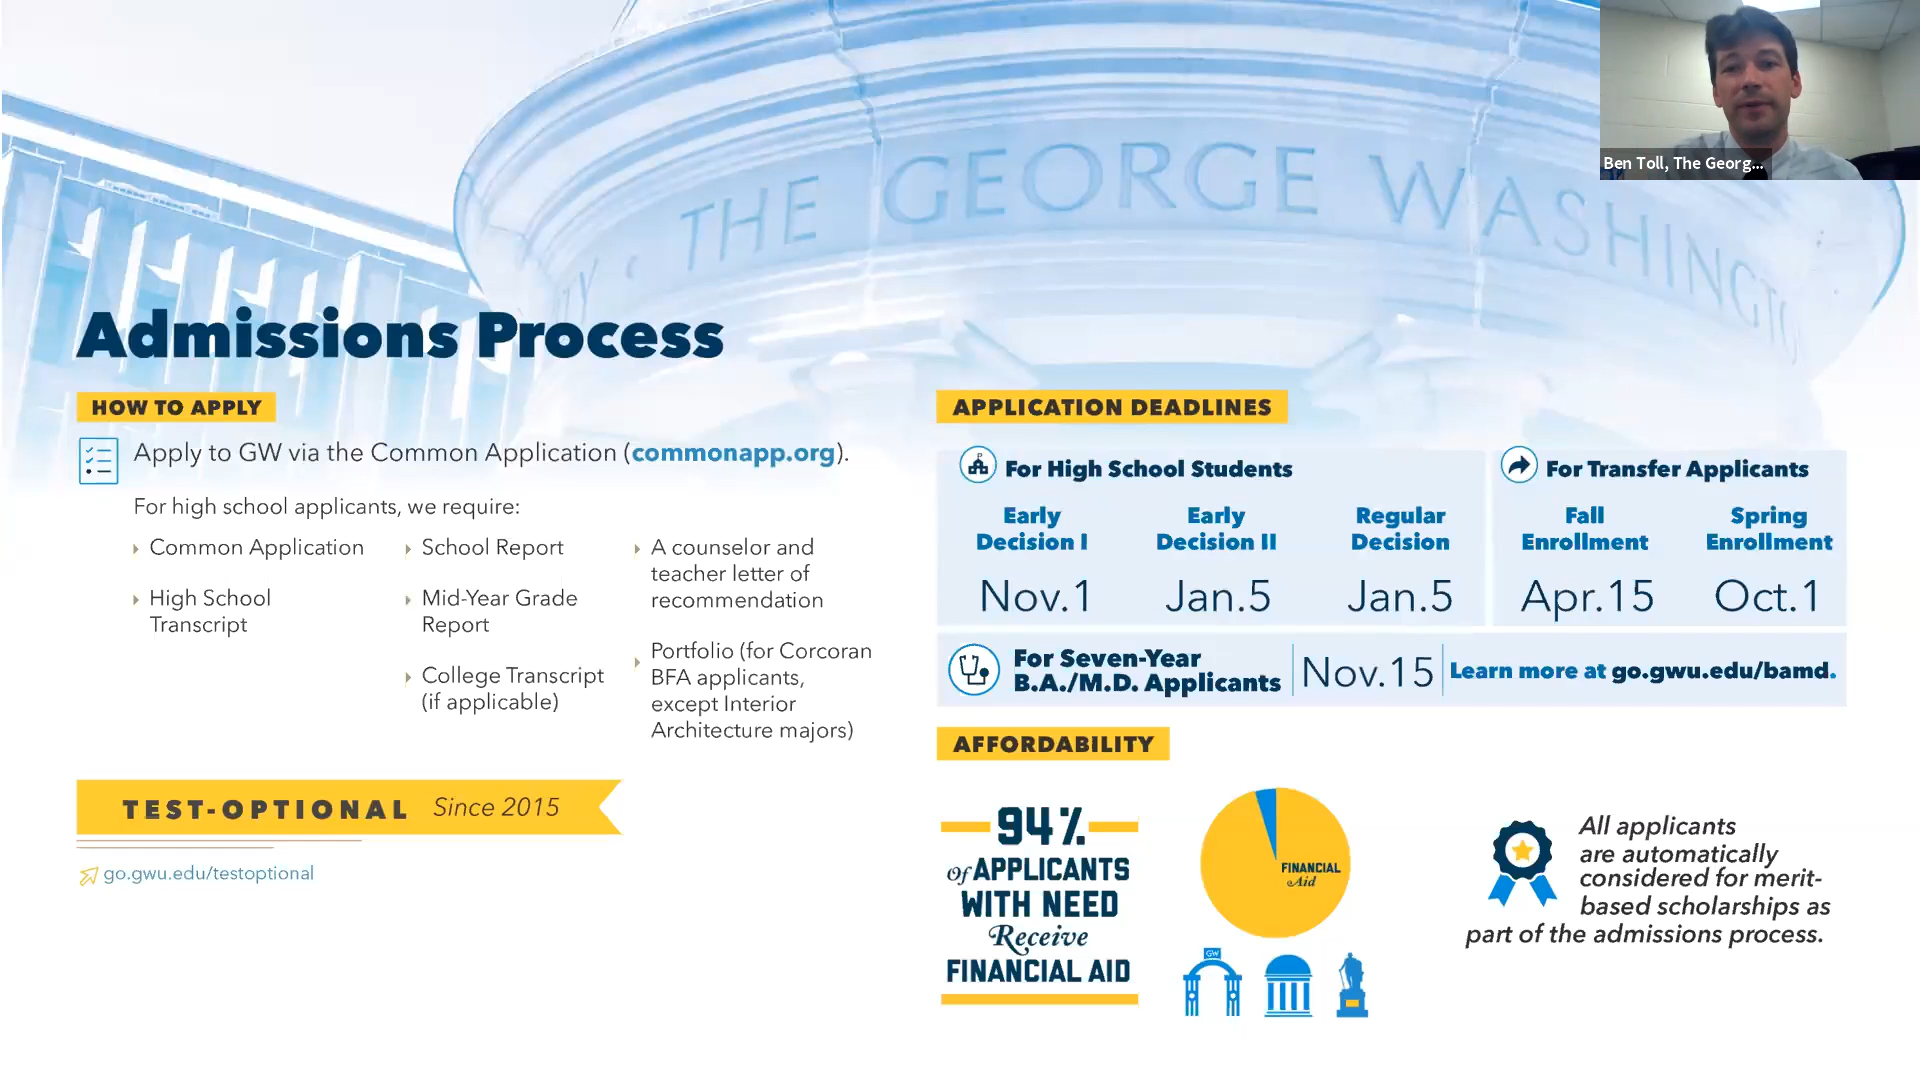 THE GEORGE WASHINGT
Ben Toll, The Georg...
Admissions Process
HOW TO APPLY
Apply to GW via the Common Application (commonapp.org).
For high school applicants, we require:
Common Application
High School
Transcript
School Report
Mid-Year Grade
Report
College Transcript
(if applicable)
A counselor and
teacher letter of
recommendation
Portfolio (for Corcoran
BFA applicants,
except Interior
Architecture majors)
TEST-OPTIONAL Since 2015
go.gwu.edu/testoptional
APPLICATION DEADLINES
For High School Students
Early
Decision I
Nov.1
Early
Decision II
Jan.5
Regular
Decision
Jan.5
For Transfer Applicants
Fall
Enrollment
Apr.15
Spring
Enrollment
Oct.1
For Seven-Year
B.A./M.D. Applicants
Nov.15
Learn more at go.gwu.edu/bamd.
AFFORDABILITY
94%
of APPLICANTS
WITH NEED
Receive
FINANCIAL AID
FINANCIAL
Aid
GW
All applicants
are automatically
considered for merit-
based scholarships as
part of the admissions process.